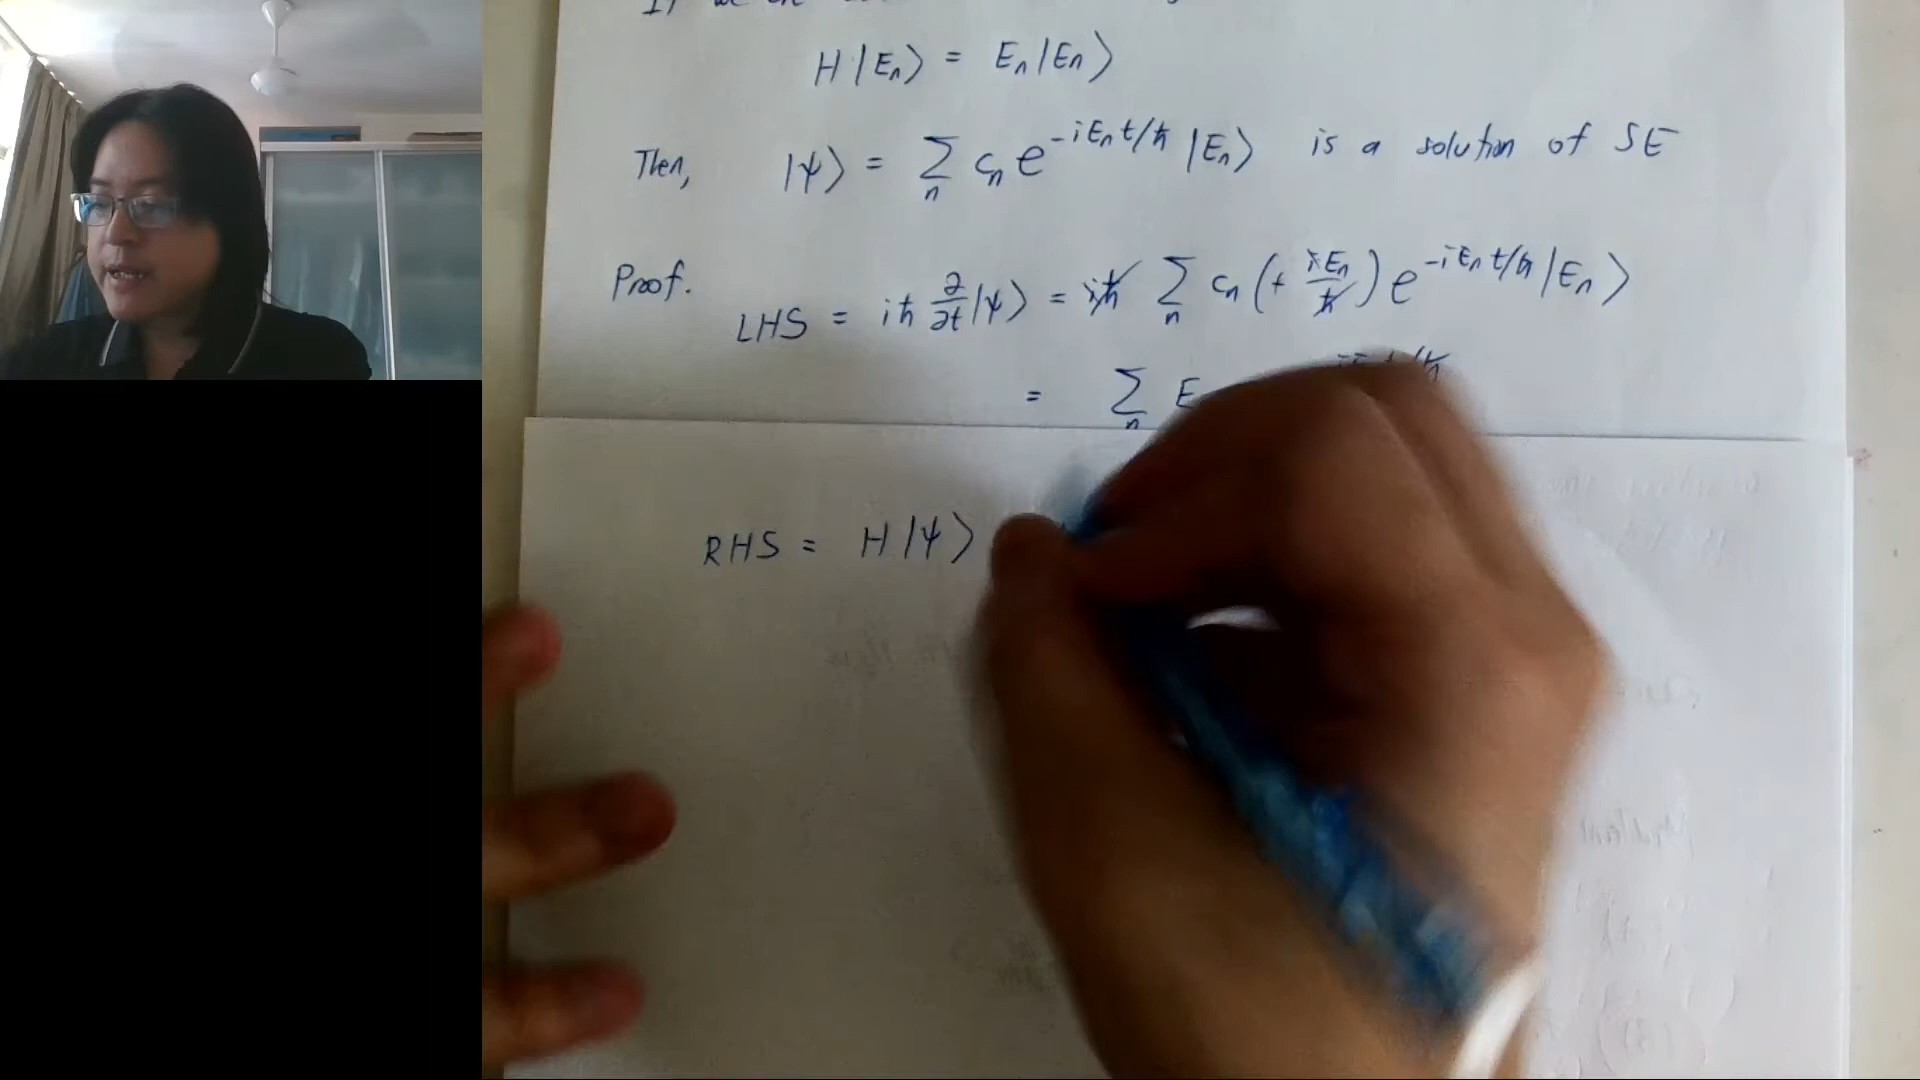 H|Eₙ⟩ = Eₙ|Eₙ⟩
Then, |ψ⟩ = Σₙ cₙ e^{-iEₙt/ℏ} |Eₙ⟩ is a solution of SE
Proof.
LHS = iℏ ∂/∂t |ψ⟩ = iℏ Σₙ cₙ (+ iEₙ/ℏ) e^{-iEₙt/ℏ} |Eₙ⟩
= Σₙ E
RHS = H|ψ⟩